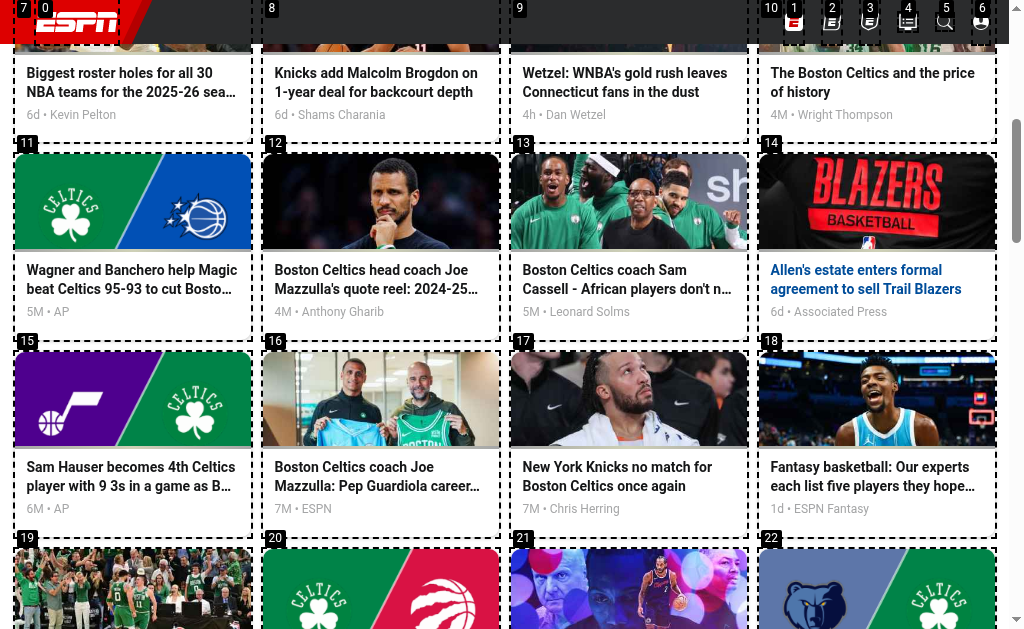 7 0 8 9 10 1 2 3 4 5 6
ESPN
Biggest roster holes for all 30
NBA teams for the 2025-26 sea…
6d • Kevin Pelton
Knicks add Malcolm Brogdon on
1-year deal for backcourt depth
6d • Shams Charania
Wetzel: WNBA's gold rush leaves
Connecticut fans in the dust
4h • Dan Wetzel
The Boston Celtics and the price
of history
4M • Wright Thompson
11
CELTICS
Wagner and Banchero help Magic
beat Celtics 95-93 to cut Bosto…
5M • AP
12
Boston Celtics head coach Joe
Mazzulla's quote reel: 2024-25…
4M • Anthony Gharib
13
sh
Boston Celtics coach Sam
Cassell - African players don't n…
5M • Leonard Solms
14
BLAZERS
BASKETBALL
Allen's estate enters formal
agreement to sell Trail Blazers
6d • Associated Press
15
CELTICS
Sam Hauser becomes 4th Celtics
player with 9 3s in a game as B…
6M • AP
16
BOSTON
Boston Celtics coach Joe
Mazzulla: Pep Guardiola career…
7M • ESPN
17
New York Knicks no match for
Boston Celtics once again
7M • Chris Herring
18
Fantasy basketball: Our experts
each list five players they hope…
1d • ESPN Fantasy
19
20
CELTICS
21
22
CELTICS